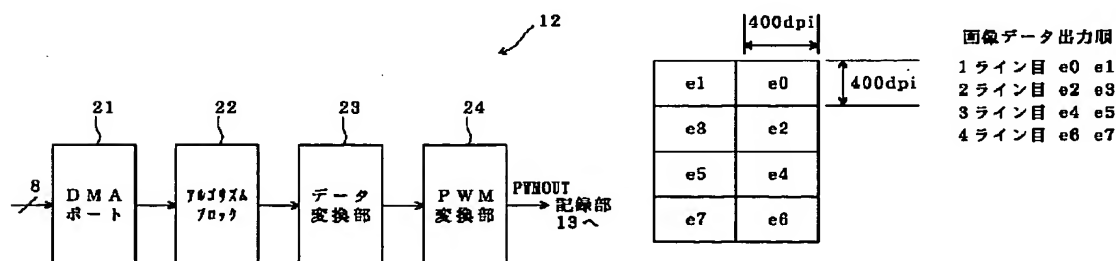 12
21
22
23
24
8
DMA
ポート
アルゴリズム
ブロック
データ
変換部
PWM
変換部
PWMOUT
記録部
13へ
400dpi
400dpi
e1 e0
e3 e2
e5 e4
e7 e6
画像データ出力順
1ライン目 e0 e1
2ライン目 e2 e3
3ライン目 e4 e5
4ライン目 e6 e7